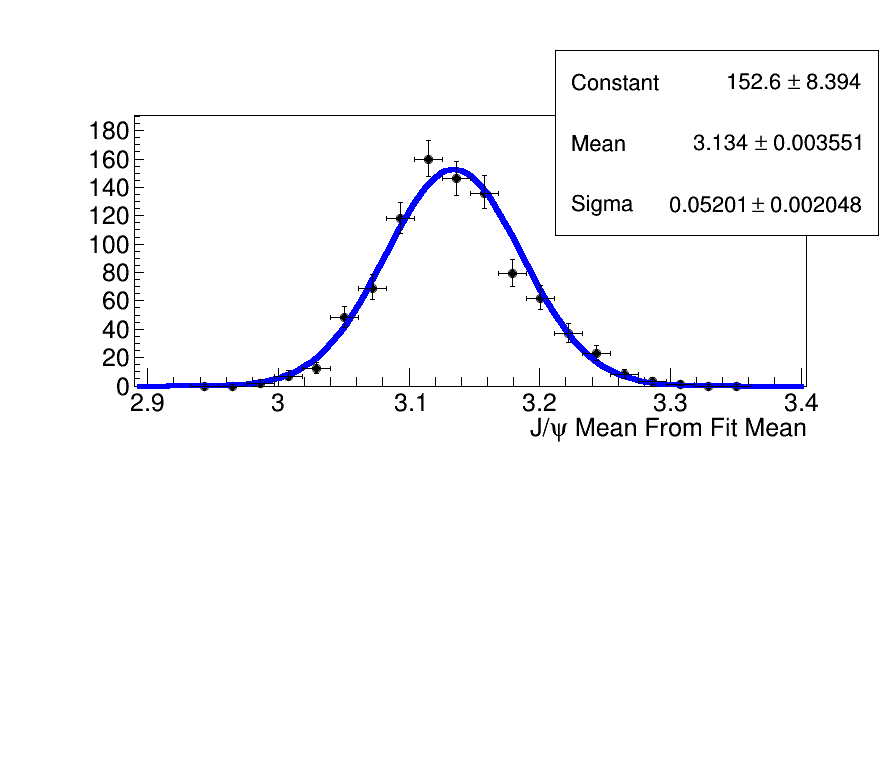 Constant 152.6 ± 8.394
Mean 3.134 ± 0.003551
Sigma 0.05201 ± 0.002048
180
160
140
120
100
80
60
40
20
0
2.9 3 3.1 3.2 3.3 3.4
J/ψ Mean From Fit Mean